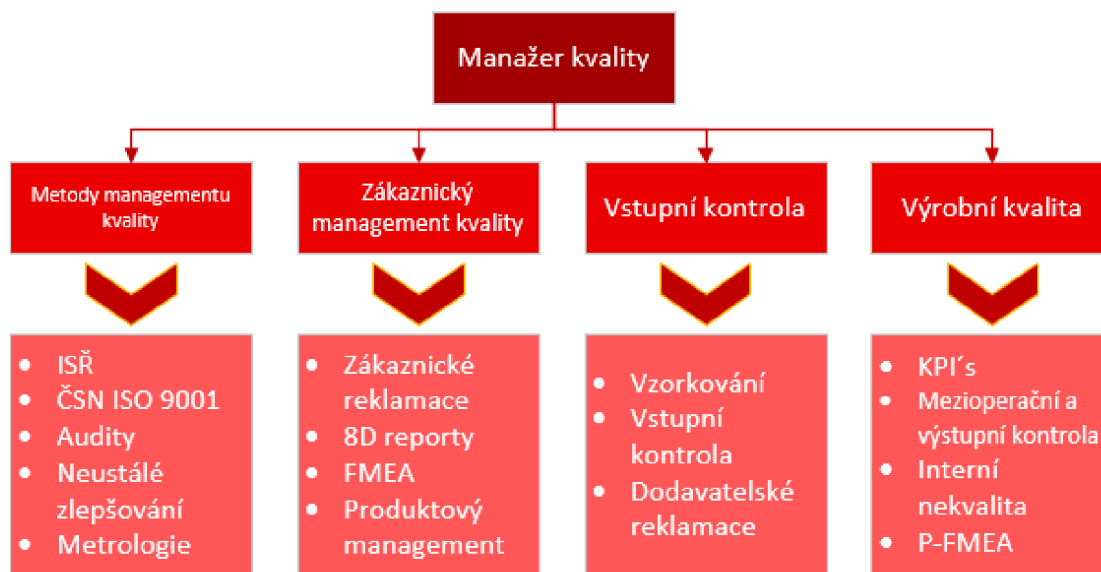 Manažer kvality
Metody managementu
kvality
Zákaznický
management kvality
Vstupní kontrola
Výrobní kvalita
• ISŘ
• ČSN ISO 9001
• Audity
• Neustálé
zlepšování
• Metrologie
• Zákaznické
reklamace
• 8D reporty
• FMEA
• Produktový
management
• Vzorkování
• Vstupní
kontrola
• Dodavatelské
reklamace
• KPI´s
• Mezioperační a
výstupní kontrola
• Interní
nekvalita
• P-FMEA